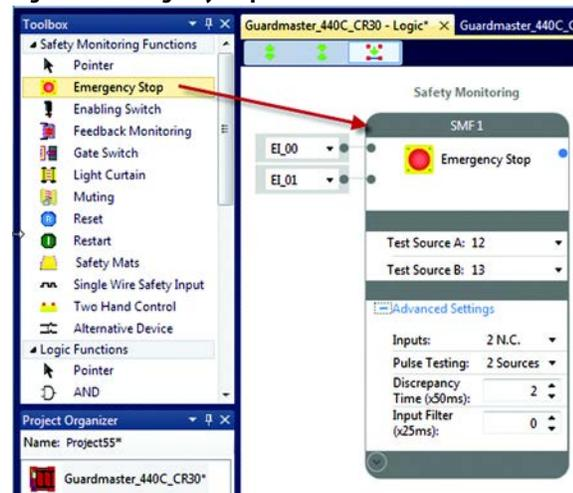 Toolbox
Safety Monitoring Functions
Pointer
Emergency Stop
Enabling Switch
Feedback Monitoring
Gate Switch
Light Curtain
Muting
Reset
Restart
Safety Mats
Single Wire Safety Input
Two Hand Control
Alternative Device
Logic Functions
Pointer
AND
Project Organizer
Name: Project55*
Guardmaster_440C_CR30*
Guardmaster_440C_CR30 - Logic* X Guardmaster_440C_C
Safety Monitoring
SMF 1
EI_00
EI_01
Emergency Stop
Test Source A: 12
Test Source B: 13
Advanced Settings
Inputs: 2 N.C.
Pulse Testing: 2 Sources
Discrepancy
Time (x50ms): 2
Input Filter
(x25ms): 0